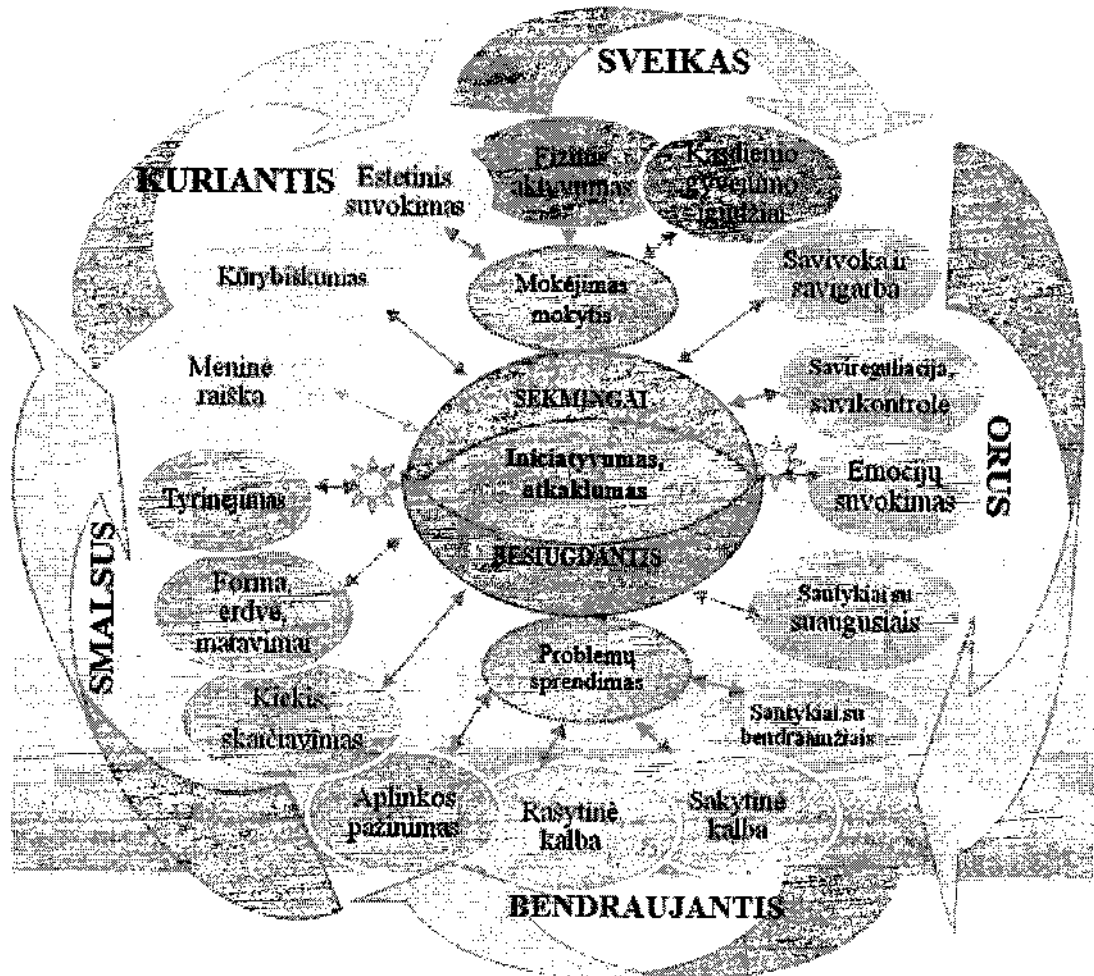 SVEIKAS
KURIANTIS
Estetinis
suvokimas
Fizinis
aktyvumas
Kasdienio
gyvenimo
įgūdžiai
Kūrybiškumas
Mokėjimas
mokytis
Savivoka ir
savigarba
Meninė
raiška
SĖKMINGAI
Savireguliacija,
savikontrolė
Iniciatyvumas,
atkaklumas
ORUS
Tyrinėjimas
Emocijų
suvokimas
BESIUGDANTIS
SMALSUS
Forma,
erdvė,
matavimai
Santykiai su
suaugusiais
Problemų
sprendimas
Kiekis,
skaičiavimas
Santykiai su
bendraamžiais
Aplinkos
pažinimas
Rašytinė
kalba
Sakytinė
kalba
BENDRAUJANTIS